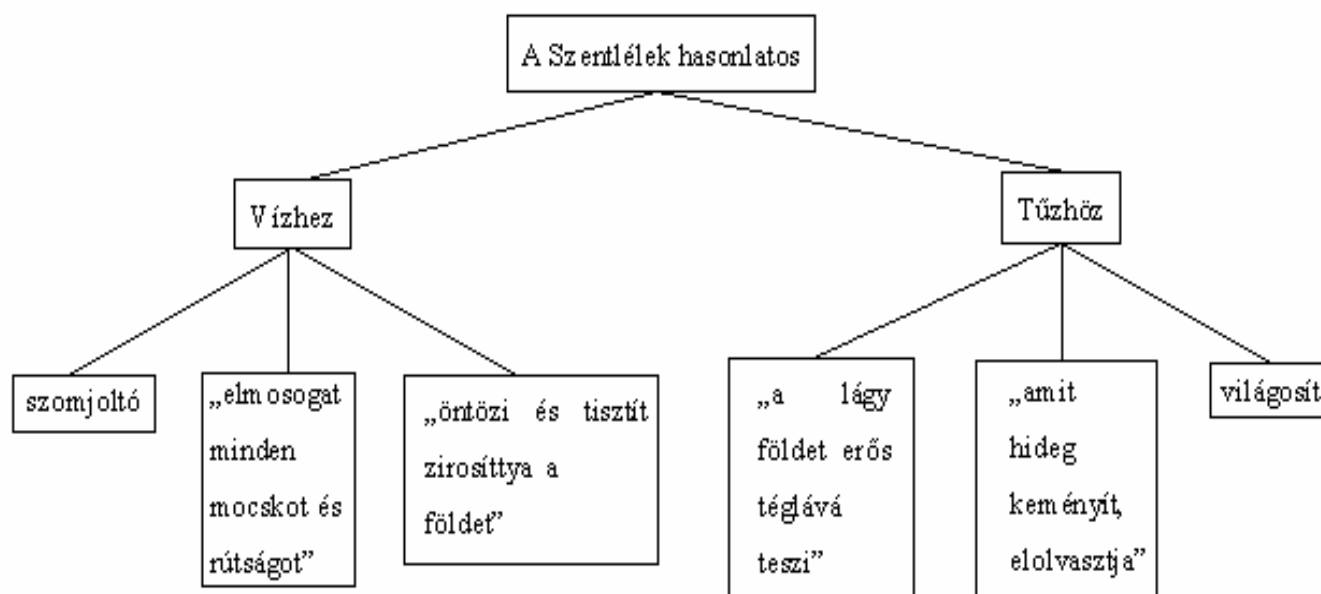 A Szentlélek hasonlatos
Vízhez
Tűzhöz
szomjoltó
„elmosogat
minden
mocskot és
rútságot”
„öntözi és tisztít
zirosíttya a
földet”
„a lágy
földet erős
téglává
teszi”
„amit
hideg
keményít,
elolvasztja”
világosít